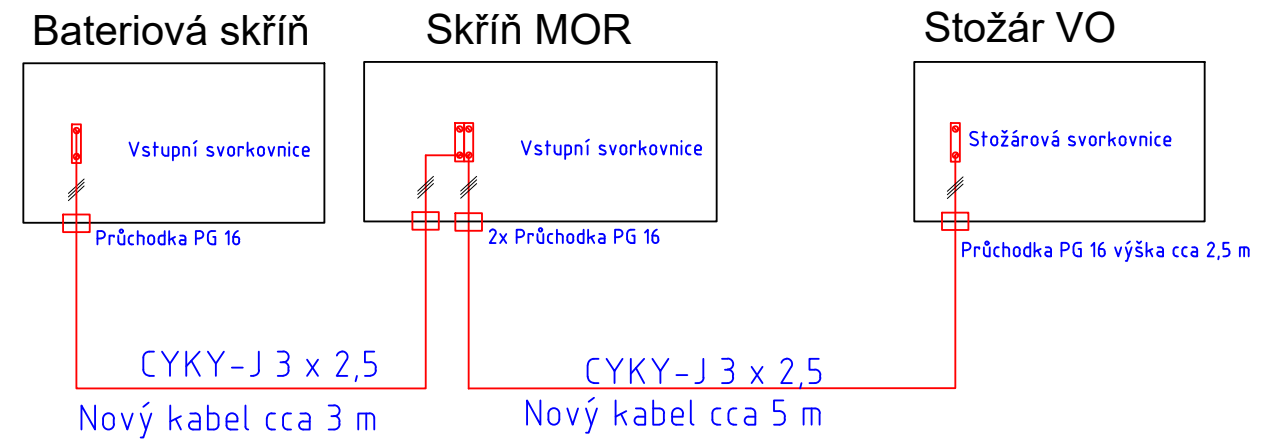 Bateriová skříň
Skříň MOR
Stožár VO
Vstupní svorkovnice
Vstupní svorkovnice
Stožárová svorkovnice
Průchodka PG 16
2x Průchodka PG 16
Průchodka PG 16 výška cca 2,5 m
CYKY-J 3 x 2,5
Nový kabel cca 3 m
CYKY-J 3 x 2,5
Nový kabel cca 5 m